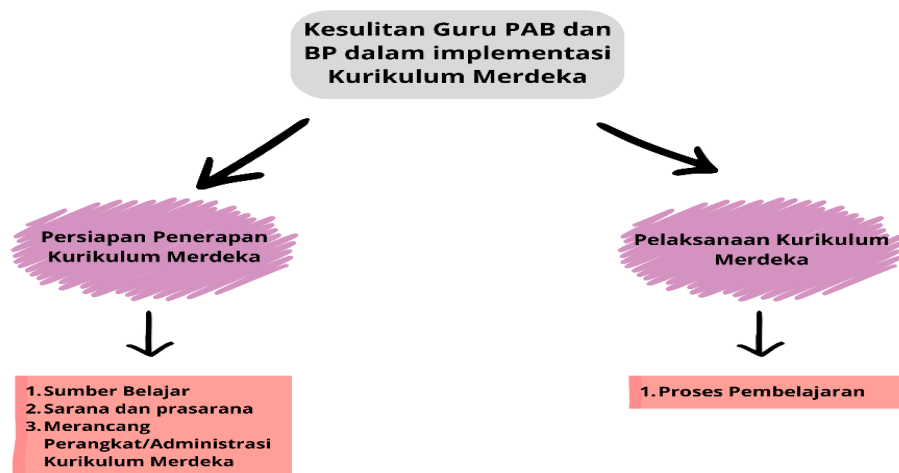 Kesulitan Guru PAB dan
BP dalam implementasi
Kurikulum Merdeka
Persiapan Penerapan
Kurikulum Merdeka
Pelaksanaan Kurikulum
Merdeka
1. Sumber Belajar
2. Sarana dan prasarana
3. Merancang
Perangkat/Administrasi
Kurikulum Merdeka
1. Proses Pembelajaran